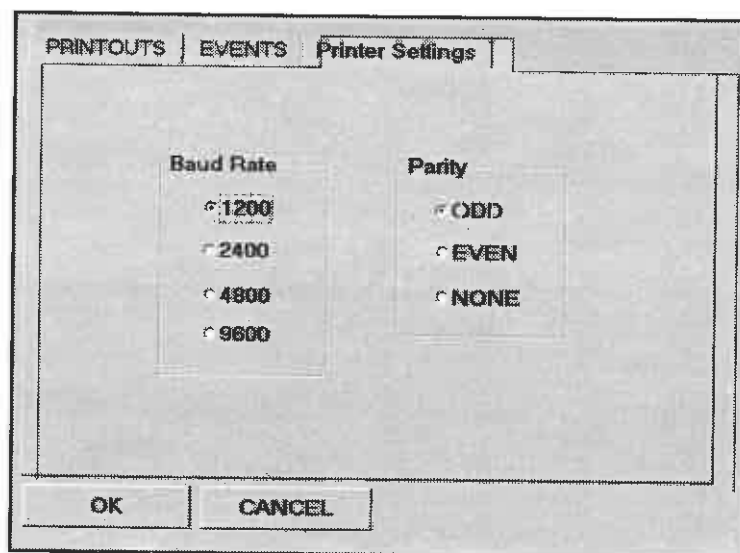 PRINTOUTS EVENTS Printer Settings
Baud Rate
1200
2400
4800
9600
Parity
ODD
EVEN
NONE
OK CANCEL